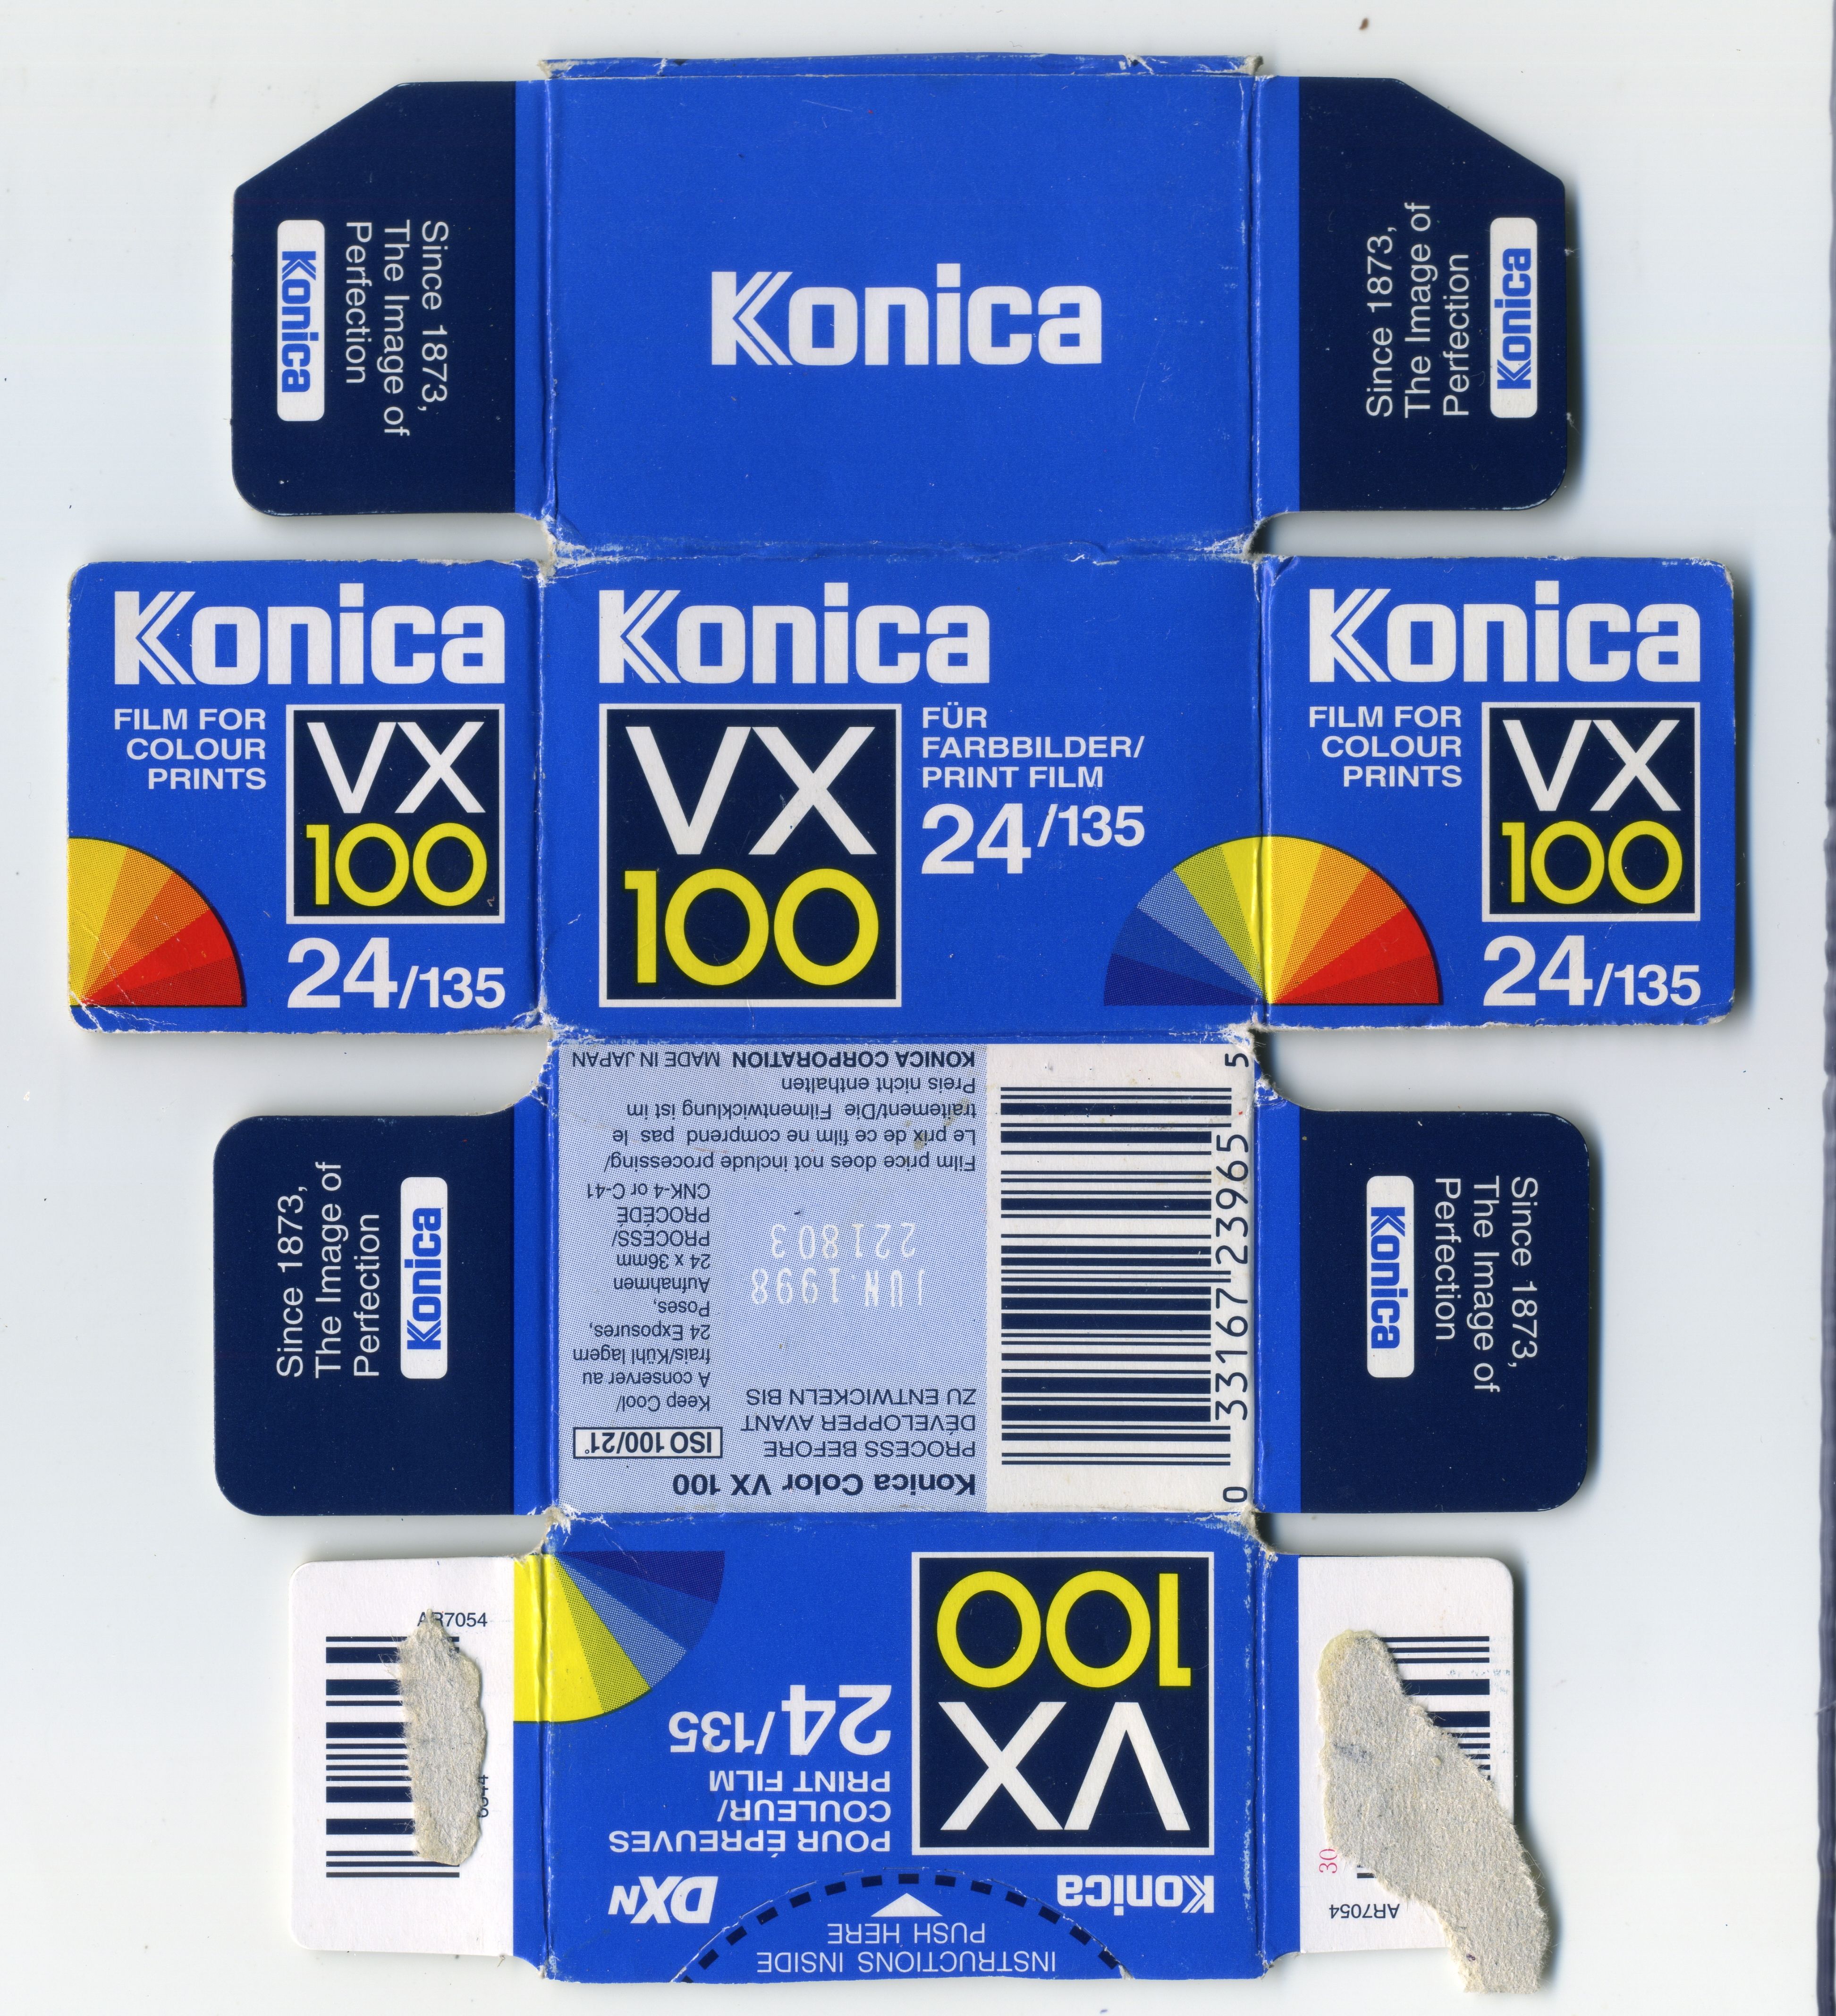 Konica
Since 1873,
The Image of
Perfection
Konica
Since 1873,
The Image of
Perfection
Konica
Konica
FILM FOR
COLOUR
PRINTS
VX
100
24/135
Konica
VX
100
FÜR
FARBBILDER/
PRINT FILM
24/135
Konica
FILM FOR
COLOUR
PRINTS
VX
100
24/135
Since 1873,
The Image of
Perfection
Konica
Konica Color VX 100
PROCESS BEFORE
DÉVELOPPER AVANT
ZU ENTWICKELN BIS
JUN.1998
221803
ISO 100/21°
Keep Cool/
A conserver au
frais/Kühl lagern
24 Exposures,
Poses,
Aufnahmen
24 x 36mm
PROCESS/
PROCÉDÉ
CNK-4 or C-41
Film price does not include processing/
Le prix de ce film ne comprend pas le
traitement/Die Filmentwicklung ist im
Preis nicht enthalten
KONICA CORPORATION MADE IN JAPAN
0 33167 23965 5
Since 1873,
The Image of
Perfection
Konica
AR7054
INSTRUCTIONS INSIDE
PUSH HERE
Konica
DXN
POUR ÉPREUVES
COULEUR/
PRINT FILM
24/135
VX
100
AR7054
30